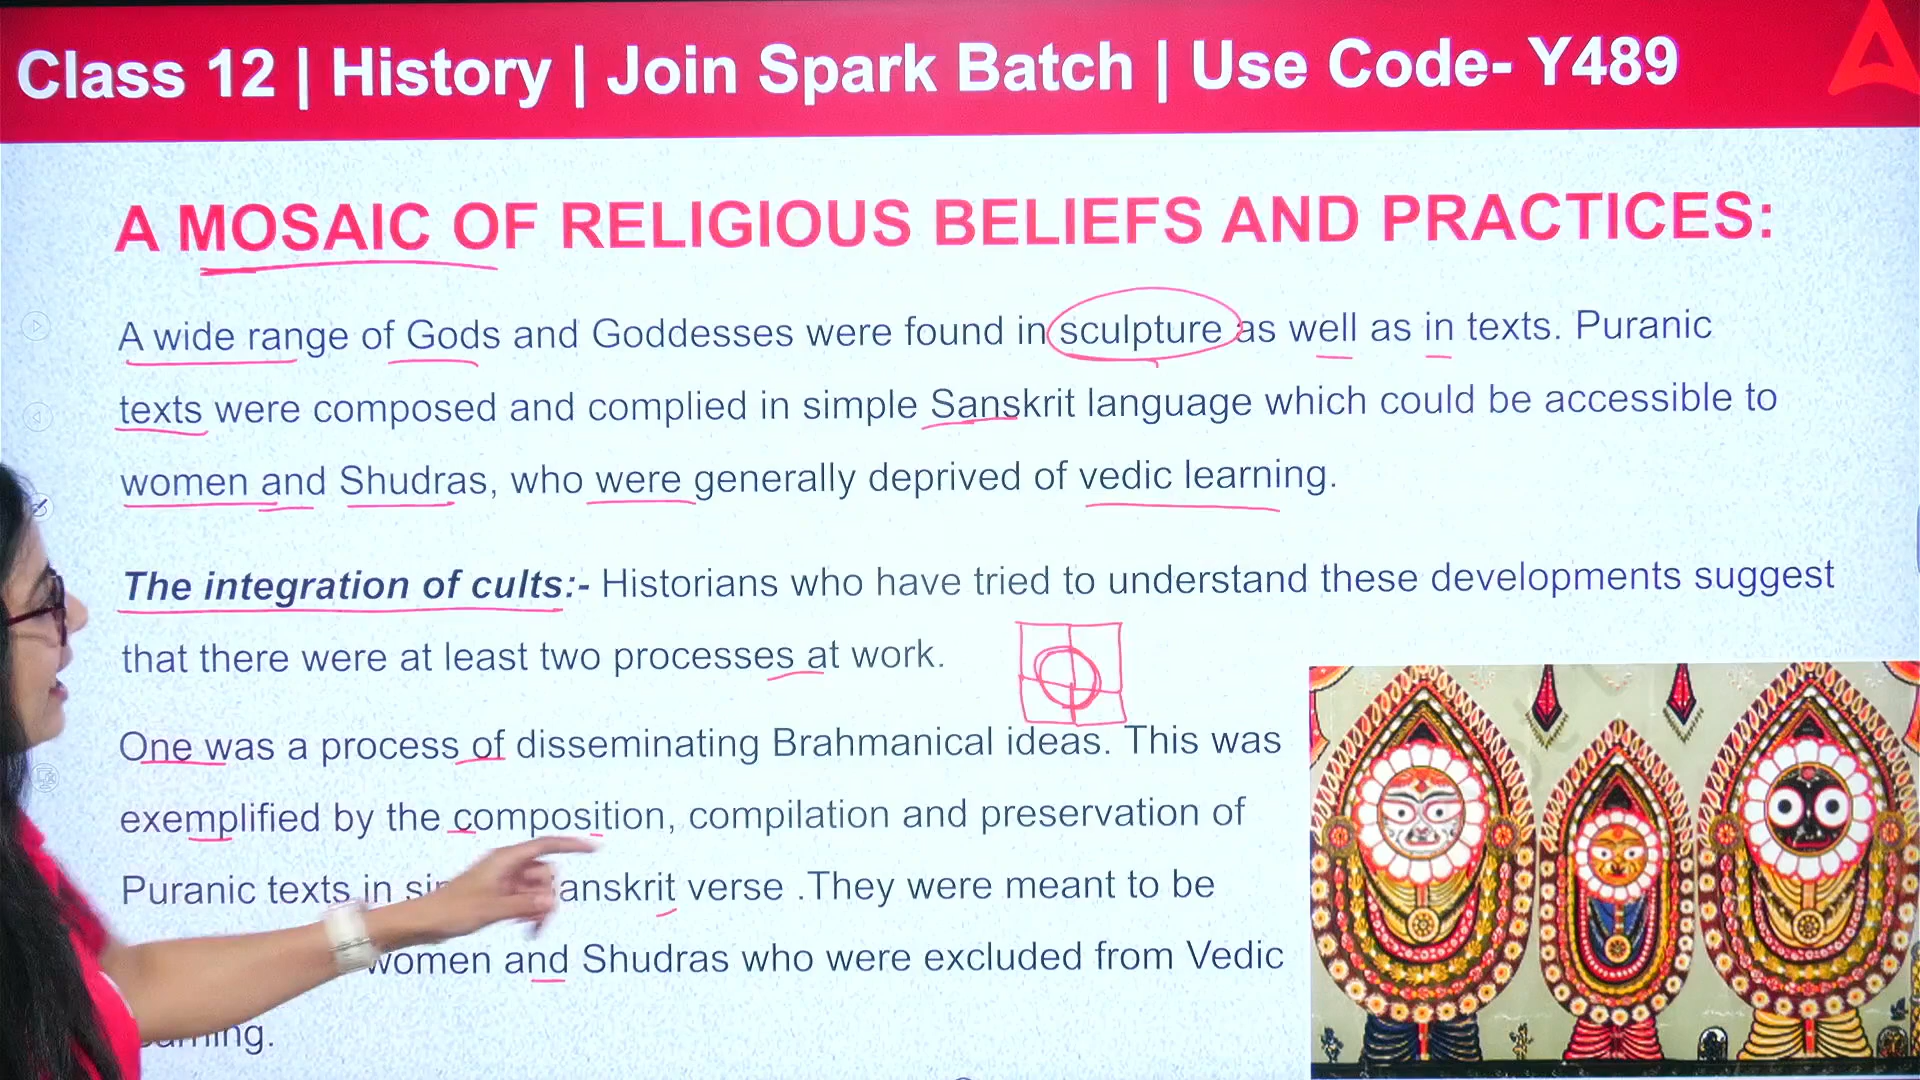 Class 12 | History | Join Spark Batch | Use Code- Y489
A MOSAIC OF RELIGIOUS BELIEFS AND PRACTICES:
A wide range of Gods and Goddesses were found in sculpture as well as in texts. Puranic
texts were composed and complied in simple Sanskrit language which could be accessible to
women and Shudras, who were generally deprived of vedic learning.
The integration of cults:- Historians who have tried to understand these developments suggest
that there were at least two processes at work.
One was a process of disseminating Brahmanical ideas. This was
exemplified by the composition, compilation and preservation of
Puranic texts in verse .They were meant to be
women and Shudras who were excluded from Vedic